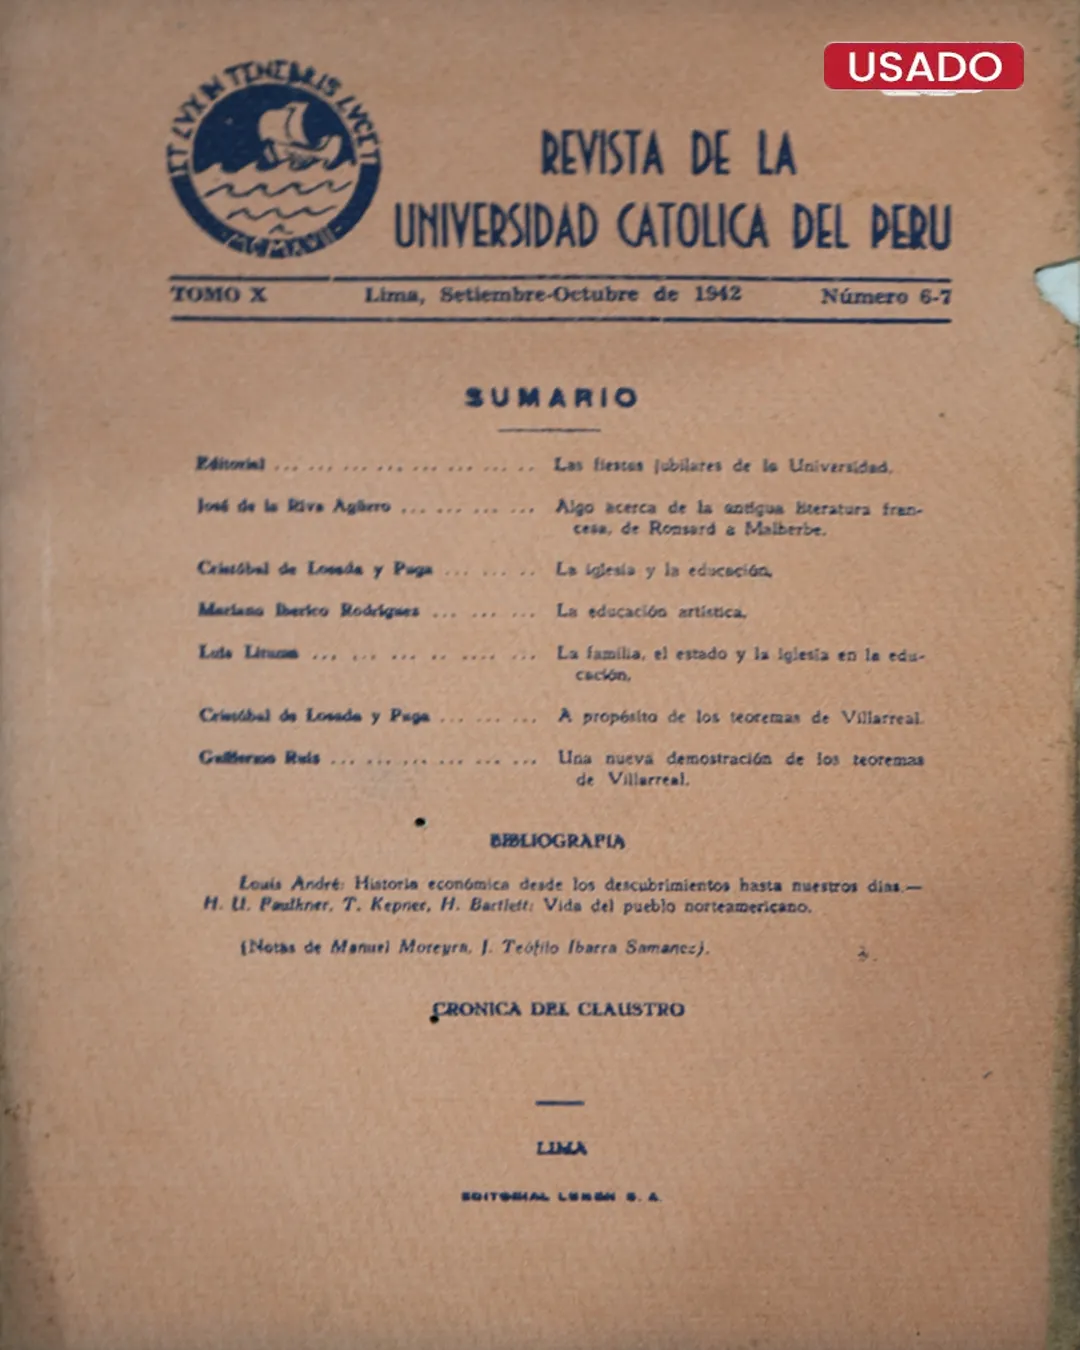 USADO
ET LVX IN TENEBRIS LVCET
MCMXVII
REVISTA DE LA
UNIVERSIDAD CATOLICA DEL PERU
TOMO X Lima, Setiembre-Octubre de 1942 Número 6-7
SUMARIO
Editorial ... ... ... ... ... ... ... .. Las fiestas jubilares de la Universidad.
José de la Riva Agüero ... ... ... ... Algo acerca de la antigua literatura fran-
cesa, de Ronsard a Malherbe.
Cristóbal de Losada y Puga ... ... .. La iglesia y la educación.
Mariano Iberico Rodríguez ... ... ... La educación artística.
Luis Lituma ... ... ... .. .... ... La familia, el estado y la iglesia en la edu-
cación.
Cristóbal de Losada y Puga ... ... ... A propósito de los teoremas de Villarreal.
Guillermo Ruis ... ... ... ... ... ... Una nueva demostración de los teoremas
de Villarreal.
BIBLIOGRAFIA
Louis André: Historia económica desde los descubrimientos hasta nuestros días.—
H. U. Faulkner, T. Kepner, H. Bartlett: Vida del pueblo norteamericano.
(Notas de Manuel Moreyra, J. Teófilo Ibarra Samanez).
CRONICA DEL CLAUSTRO
LIMA
EDITORIAL LUMEN S. A.